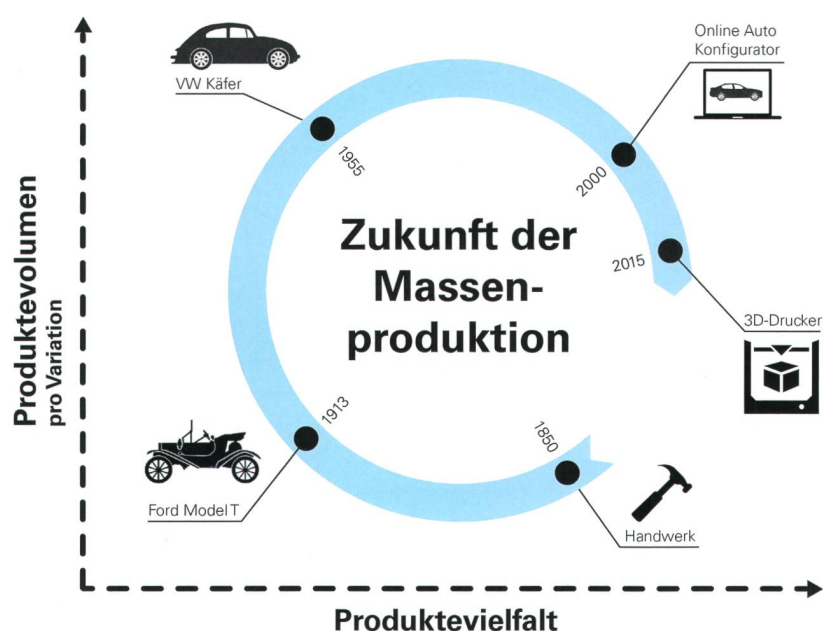 Online Auto
Konfigurator
VW Käfer
1955
2000
Zukunft der
Massen-
produktion
2015
3D-Drucker
Produktevolumen
pro Variation
1913
1850
Ford Model T
Handwerk
Produktevielfalt